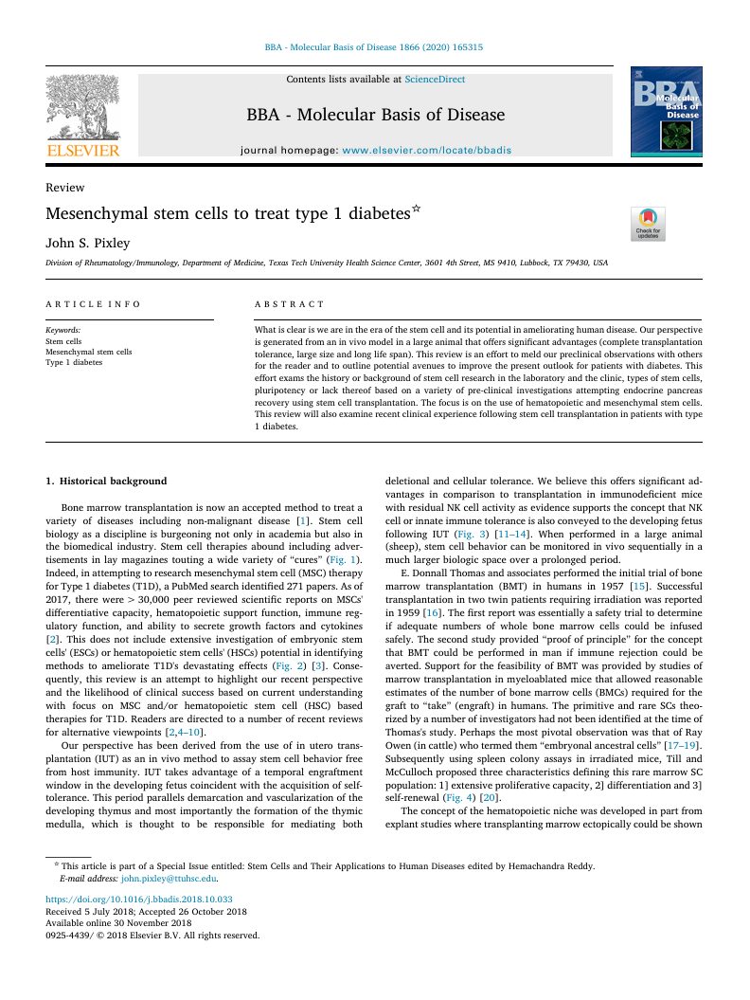 BBA - Molecular Basis of Disease 1866 (2020) 165315
Contents lists available at ScienceDirect
BBA - Molecular Basis of Disease
journal homepage: www.elsevier.com/locate/bbadis
ELSEVIER
BBA
Molecular
Basis of
Disease
Review
Mesenchymal stem cells to treat type 1 diabetes☆
Check for
updates
John S. Pixley
Division of Rheumatology/Immunology, Department of Medicine, Texas Tech University Health Science Center, 3601 4th Street, MS 9410, Lubbock, TX 79430, USA
ARTICLE INFO
Keywords:
Stem cells
Mesenchymal stem cells
Type 1 diabetes
ABSTRACT
What is clear is we are in the era of the stem cell and its potential in ameliorating human disease. Our perspective
is generated from an in vivo model in a large animal that offers significant advantages (complete transplantation
tolerance, large size and long life span). This review is an effort to meld our preclinical observations with others
for the reader and to outline potential avenues to improve the present outlook for patients with diabetes. This
effort exams the history or background of stem cell research in the laboratory and the clinic, types of stem cells,
pluripotency or lack thereof based on a variety of pre-clinical investigations attempting endocrine pancreas
recovery using stem cell transplantation. The focus is on the use of hematopoietic and mesenchymal stem cells.
This review will also examine recent clinical experience following stem cell transplantation in patients with type
1 diabetes.
1. Historical background
Bone marrow transplantation is now an accepted method to treat a
variety of diseases including non-malignant disease [1]. Stem cell
biology as a discipline is burgeoning not only in academia but also in
the biomedical industry. Stem cell therapies abound including adver-
tisements in lay magazines touting a wide variety of “cures” (Fig. 1).
Indeed, in attempting to research mesenchymal stem cell (MSC) therapy
for Type 1 diabetes (T1D), a PubMed search identified 271 papers. As of
2017, there were > 30,000 peer reviewed scientific reports on MSCs'
differentiative capacity, hematopoietic support function, immune reg-
ulatory function, and ability to secrete growth factors and cytokines
[2]. This does not include extensive investigation of embryonic stem
cells' (ESCs) or hematopoietic stem cells' (HSCs) potential in identifying
methods to ameliorate T1D's devastating effects (Fig. 2) [3]. Conse-
quently, this review is an attempt to highlight our recent perspective
and the likelihood of clinical success based on current understanding
with focus on MSC and/or hematopoietic stem cell (HSC) based
therapies for T1D. Readers are directed to a number of recent reviews
for alternative viewpoints [2,4–10].
Our perspective has been derived from the use of in utero trans-
plantation (IUT) as an in vivo method to assay stem cell behavior free
from host immunity. IUT takes advantage of a temporal engraftment
window in the developing fetus coincident with the acquisition of self-
tolerance. This period parallels demarcation and vascularization of the
developing thymus and most importantly the formation of the thymic
medulla, which is thought to be responsible for mediating both
deletional and cellular tolerance. We believe this offers significant ad-
vantages in comparison to transplantation in immunodeficient mice
with residual NK cell activity as evidence supports the concept that NK
cell or innate immune tolerance is also conveyed to the developing fetus
following IUT (Fig. 3) [11–14]. When performed in a large animal
(sheep), stem cell behavior can be monitored in vivo sequentially in a
much larger biologic space over a prolonged period.
E. Donnall Thomas and associates performed the initial trial of bone
marrow transplantation (BMT) in humans in 1957 [15]. Successful
transplantation in two twin patients requiring irradiation was reported
in 1959 [16]. The first report was essentially a safety trial to determine
if adequate numbers of whole bone marrow cells could be infused
safely. The second study provided “proof of principle” for the concept
that BMT could be performed in man if immune rejection could be
averted. Support for the feasibility of BMT was provided by studies of
marrow transplantation in myeloablated mice that allowed reasonable
estimates of the number of bone marrow cells (BMCs) required for the
graft to “take” (engraft) in humans. The primitive and rare SCs theo-
rized by a number of investigators had not been identified at the time of
Thomas's study. Perhaps the most pivotal observation was that of Ray
Owen (in cattle) who termed them “embryonal ancestral cells” [17–19].
Subsequently using spleen colony assays in irradiated mice, Till and
McCulloch proposed three characteristics defining this rare marrow SC
population: 1] extensive proliferative capacity, 2] differentiation and 3]
self-renewal (Fig. 4) [20].
The concept of the hematopoietic niche was developed in part from
explant studies where transplanting marrow ectopically could be shown
☆ This article is part of a Special Issue entitled: Stem Cells and Their Applications to Human Diseases edited by Hemachandra Reddy.
E-mail address: john.pixley@ttuhsc.edu.
https://doi.org/10.1016/j.bbadis.2018.10.033
Received 5 July 2018; Accepted 26 October 2018
Available online 30 November 2018
0925-4439/ © 2018 Elsevier B.V. All rights reserved.